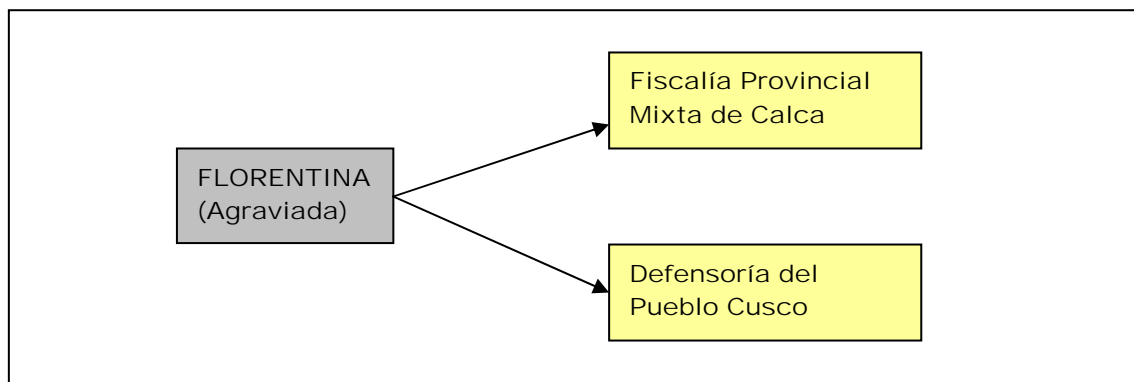 Fiscalía Provincial
Mixta de Calca
FLORENTINA
(Agraviada)
Defensoría del
Pueblo Cusco